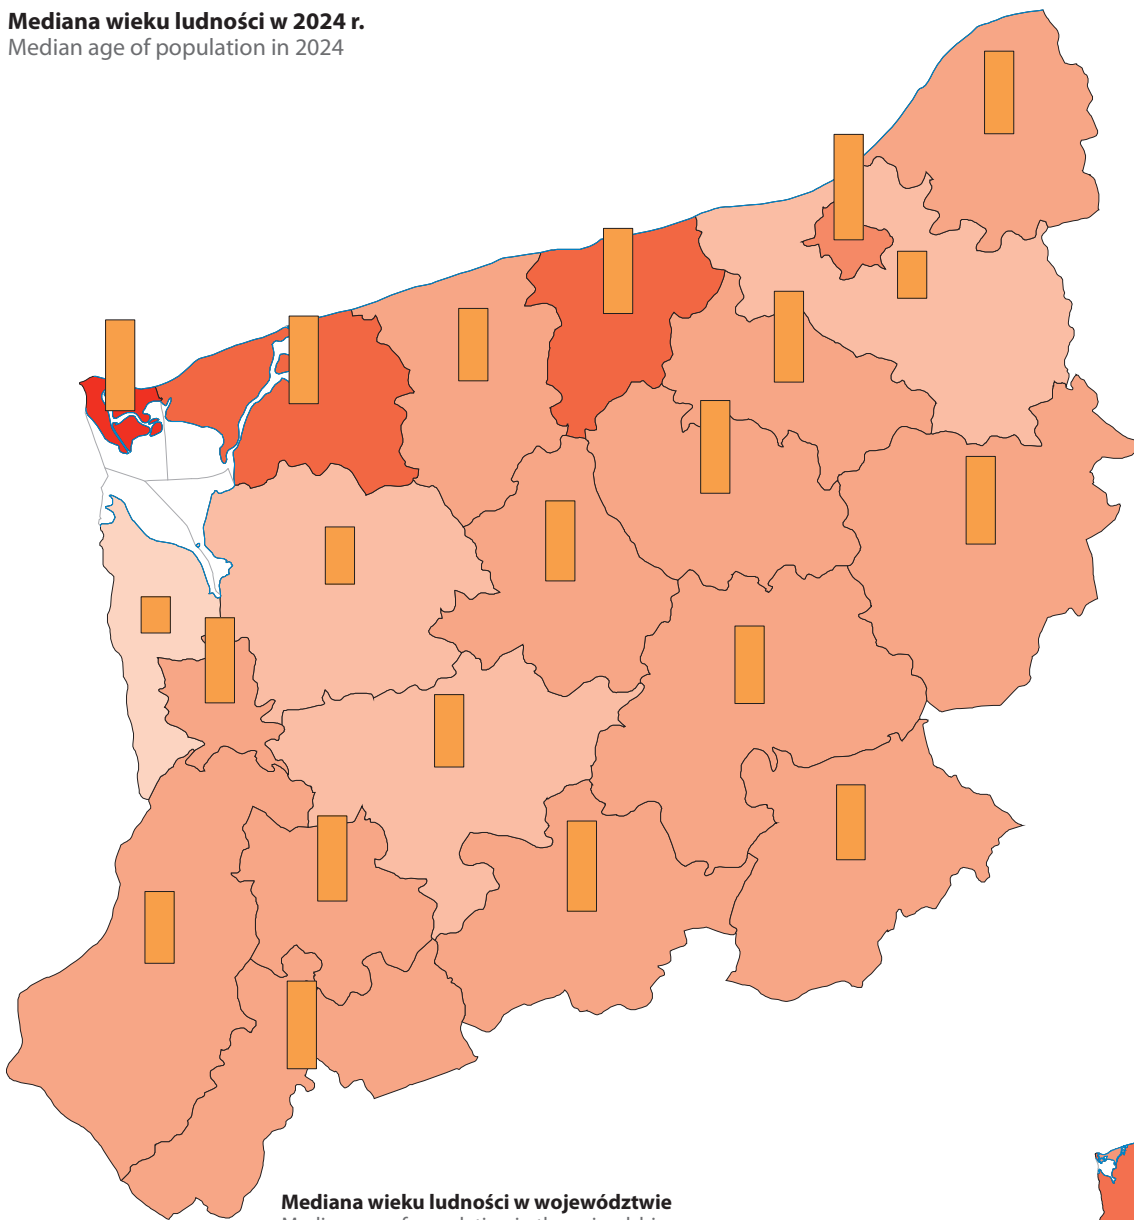 Mediana wieku ludności w 2024 r.
Median age of population in 2024
Mediana wieku ludności w województwie